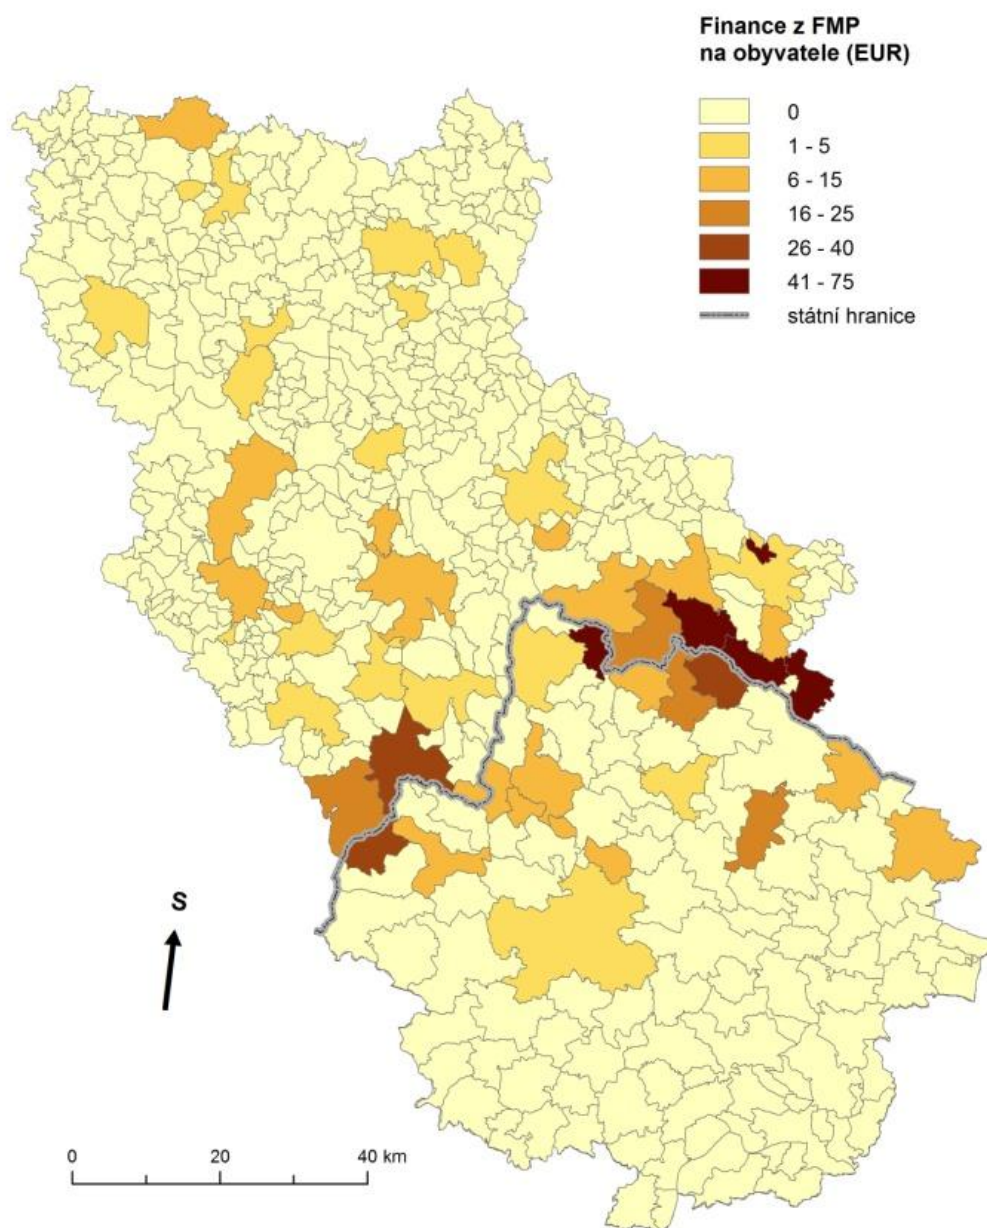 Finance z FMP
na obyvatele (EUR)
0
1 - 5
6 - 15
16 - 25
26 - 40
41 - 75
státní hranice
S
0 20 40 km